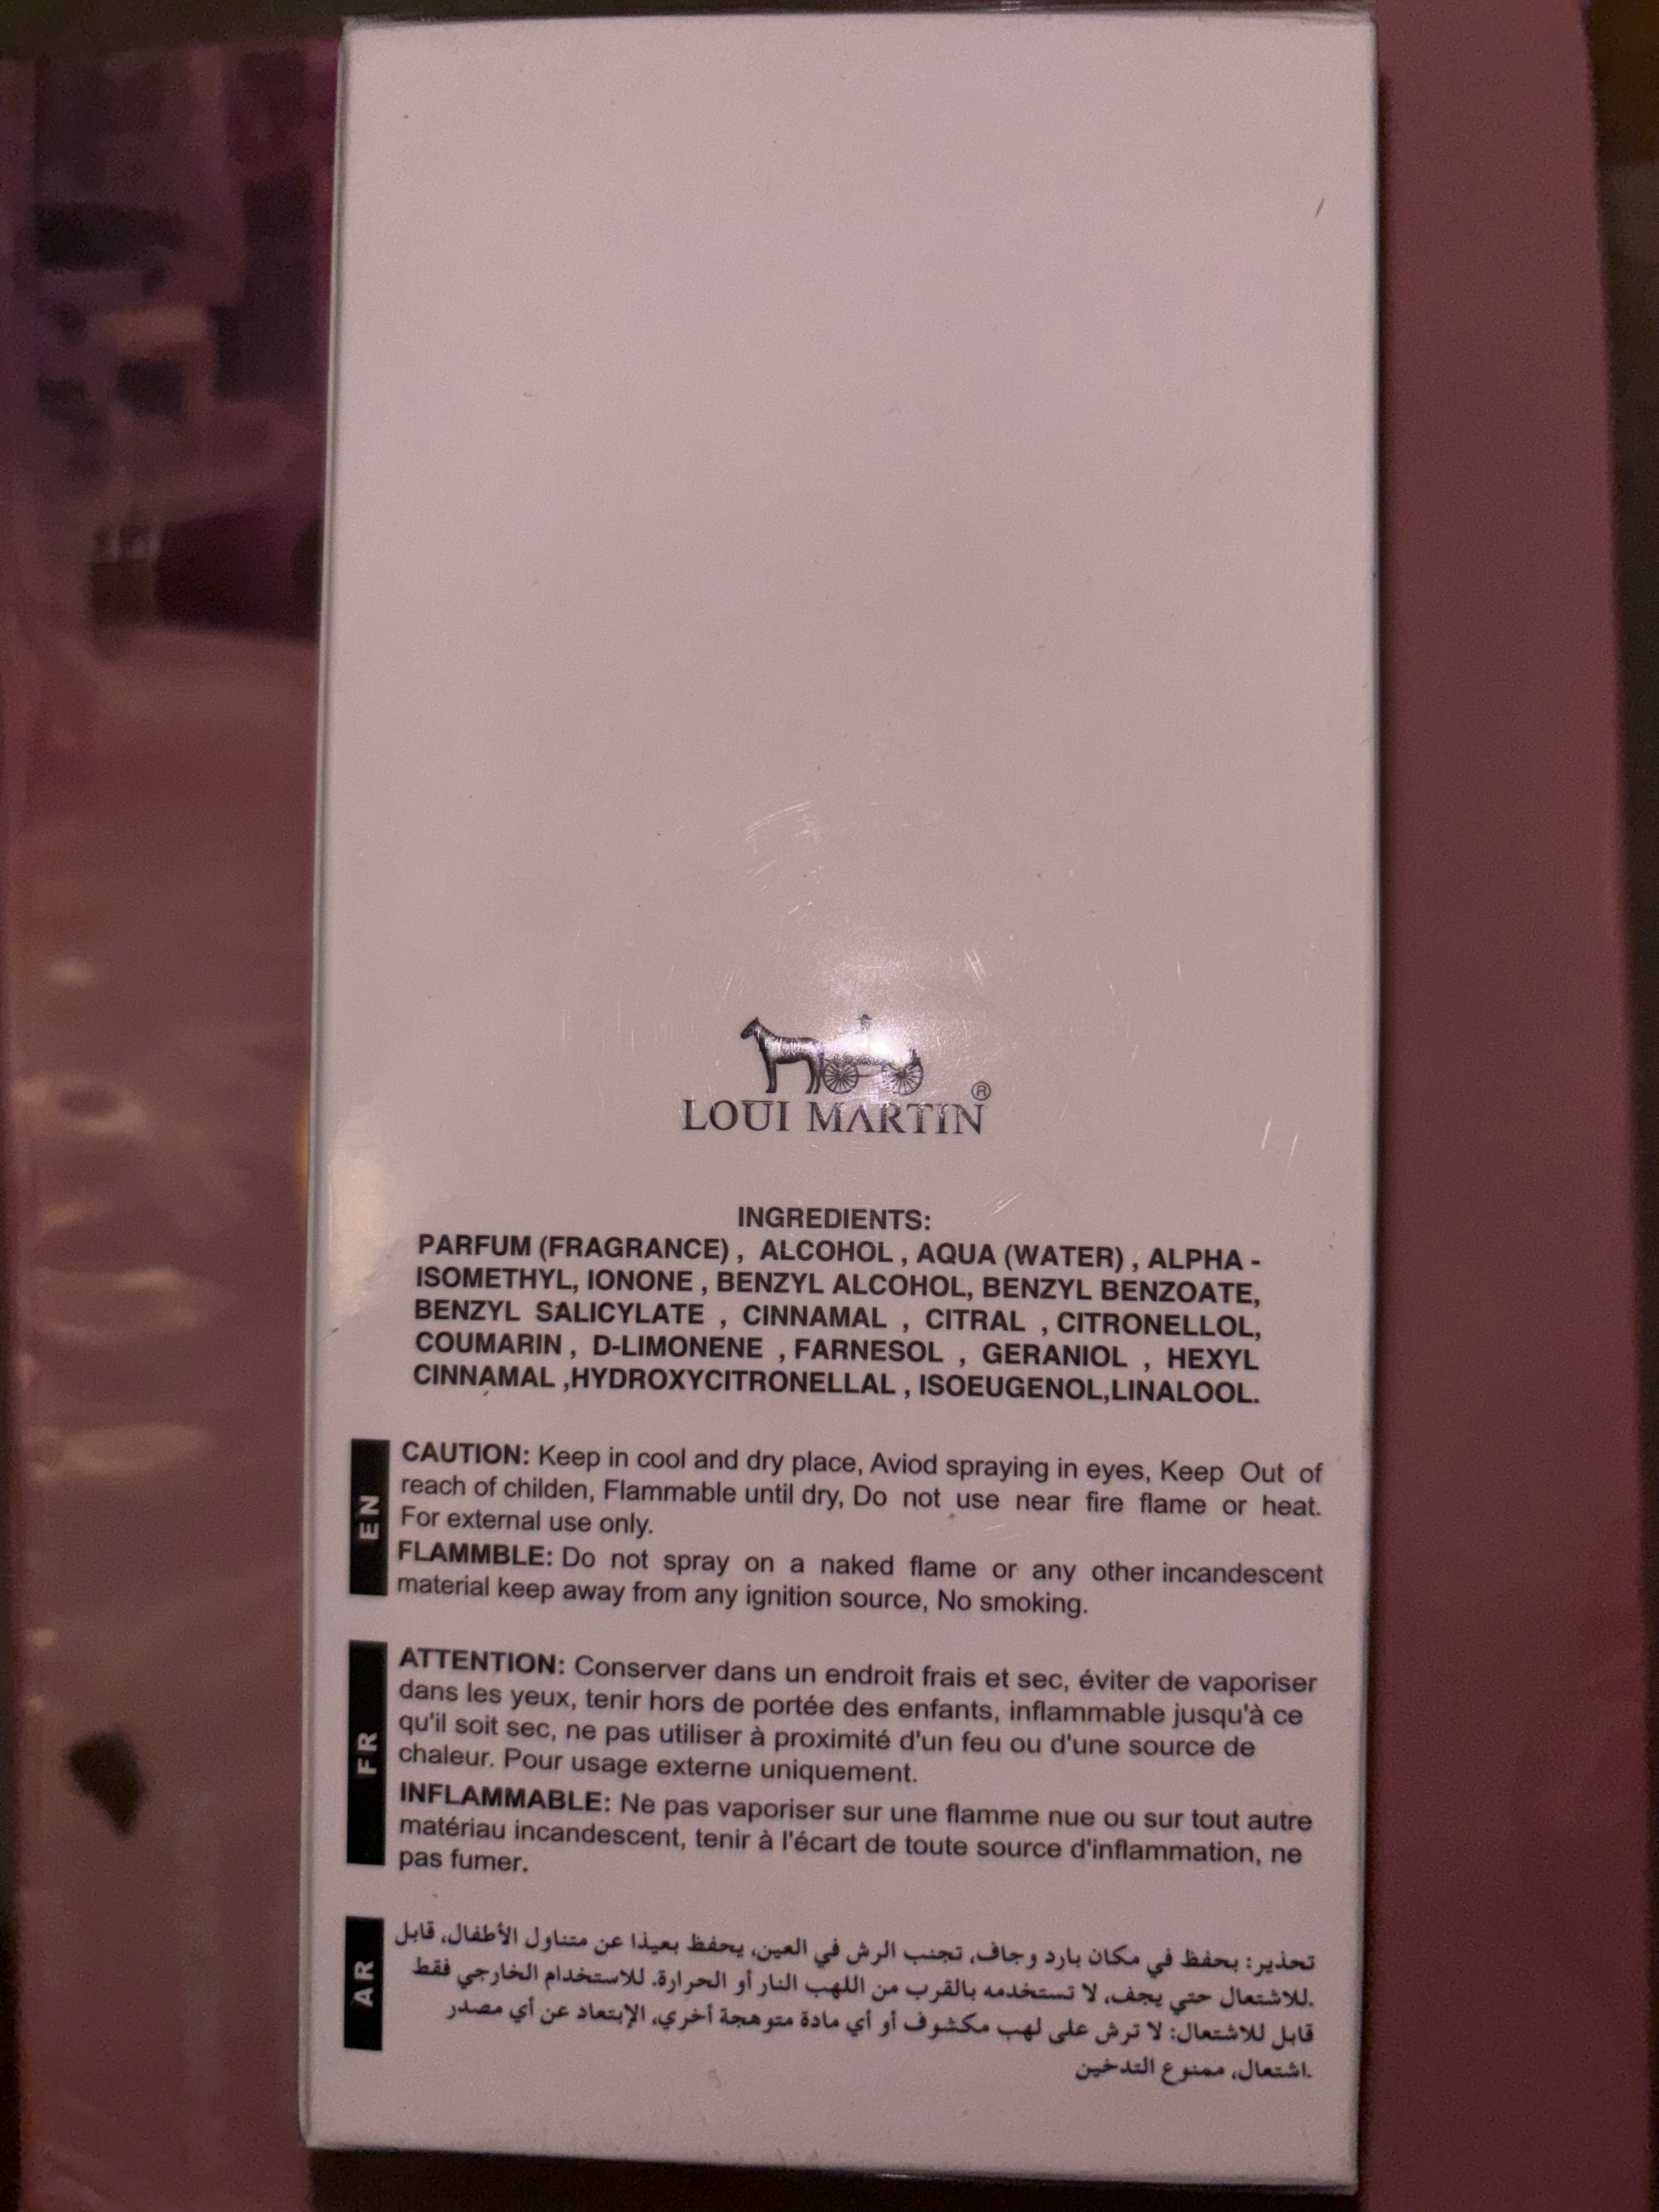 LOUI MARTIN®
INGREDIENTS:
PARFUM (FRAGRANCE) , ALCOHOL , AQUA (WATER) , ALPHA -
ISOMETHYL, IONONE , BENZYL ALCOHOL, BENZYL BENZOATE,
BENZYL SALICYLATE , CINNAMAL , CITRAL , CITRONELLOL,
COUMARIN , D-LIMONENE , FARNESOL , GERANIOL , HEXYL
CINNAMAL ,HYDROXYCITRONELLAL , ISOEUGENOL,LINALOOL.
EN
CAUTION: Keep in cool and dry place, Aviod spraying in eyes, Keep Out of
reach of childen, Flammable until dry, Do not use near fire flame or heat.
For external use only.
FLAMMBLE: Do not spray on a naked flame or any other incandescent
material keep away from any ignition source, No smoking.
FR
ATTENTION: Conserver dans un endroit frais et sec, éviter de vaporiser
dans les yeux, tenir hors de portée des enfants, inflammable jusqu'à ce
qu'il soit sec, ne pas utiliser à proximité d'un feu ou d'une source de
chaleur. Pour usage externe uniquement.
INFLAMMABLE: Ne pas vaporiser sur une flamme nue ou sur tout autre
matériau incandescent, tenir à l'écart de toute source d'inflammation, ne
pas fumer.
AR
تحذير: بحفظ في مكان بارد وجاف، تجنب الرش في العين، يحفظ بعيذا عن متناول الأطفال، قابل
.للاشتعال حتي يجف، لا تستخدمه بالقرب من اللهب النار أو الحرارة. للاستخدام الخارجي فقط
قابل للاشتعال: لا ترش على لهب مكشوف أو أي مادة متوهجة أخري، الإبتعاد عن أي مصدر
.اشتعال، ممنوع التدخين